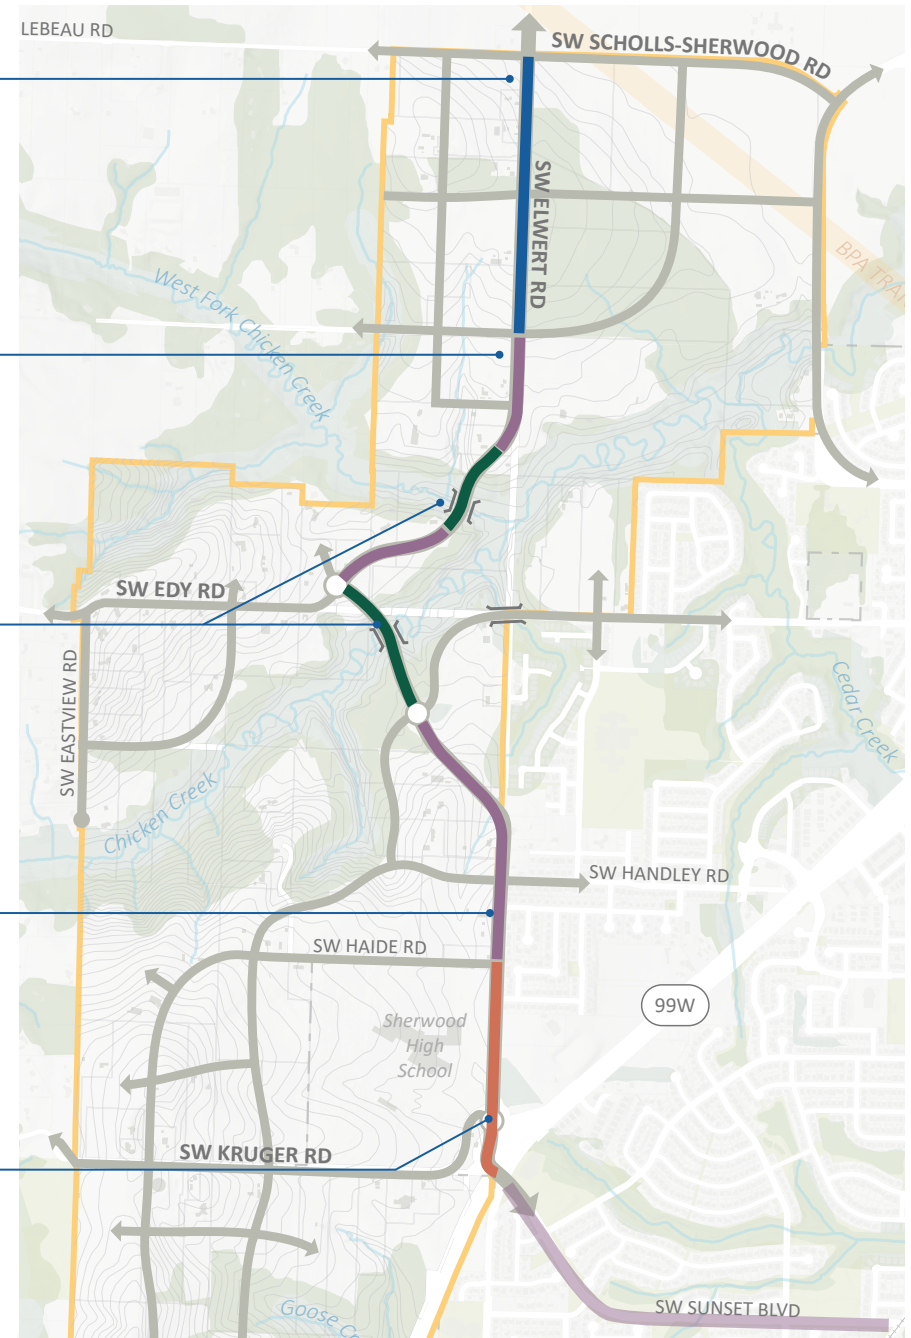 LEBEAU RD
SW SCHOLLS-SHERWOOD RD
SW ELWERT RD
BPA
West Fork Chicken Creek
SW EDY RD
SW EASTVIEW RD
Cedar Creek
Chicken Creek
SW HANDLEY RD
SW HAIDE RD
99W
Sherwood
High
School
SW KRUGER RD
Goose
SW SUNSET BLVD